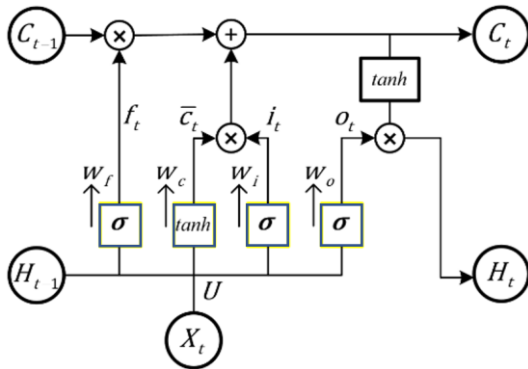 C_{t-1} × + C_t
tanh
f_t c̅_t × i_t o_t ×
W_f W_c W_i W_o
σ tanh σ σ
H_{t-1} U H_t
X_t